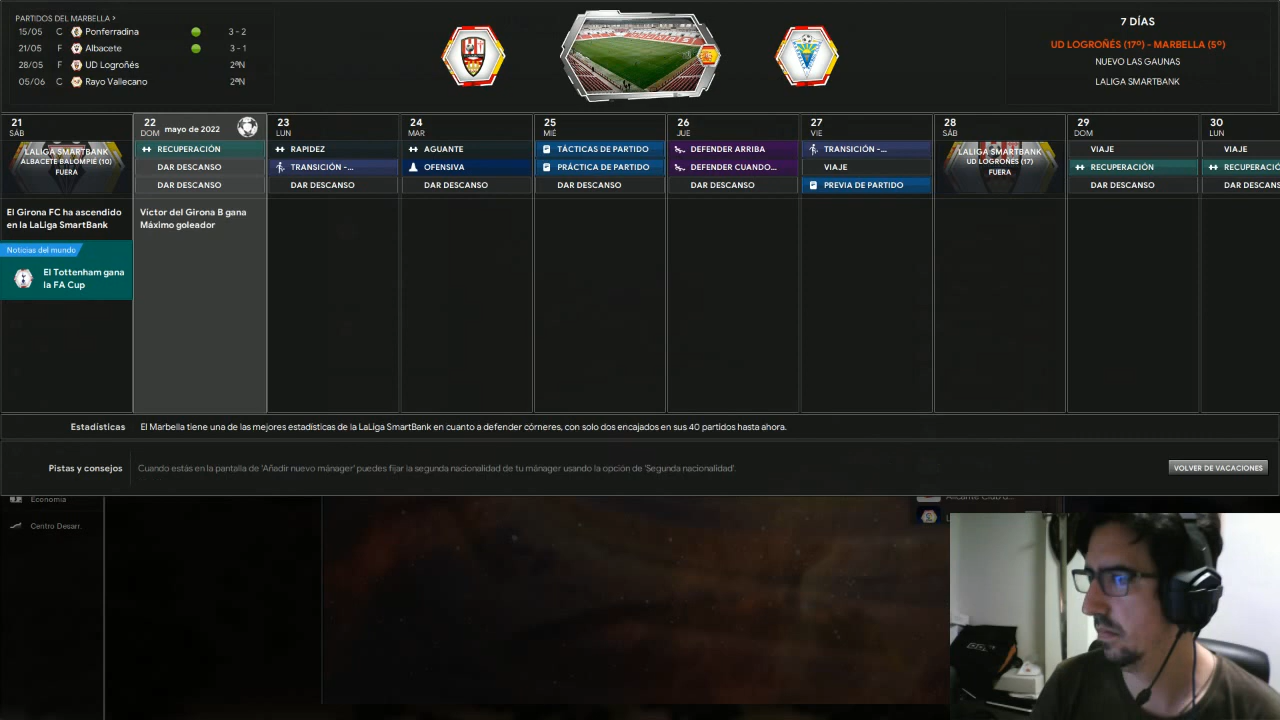 PARTIDOS DEL MARBELLA >
15/05 C Ponferradina 3 - 2
21/05 F Albacete 3 - 1
28/05 F UD Logroñés 2ªN
05/06 C Rayo Vallecano 2ªN
7 DÍAS
UD LOGROÑÉS (17º) - MARBELLA (5º)
NUEVO LAS GAUNAS
LALIGA SMARTBANK
21
SÁB
LALIGA SMARTBANK
ALBACETE BALOMPIÉ (10)
FUERA
El Girona FC ha ascendido
en la LaLiga SmartBank
Noticias del mundo
El Tottenham gana
la FA Cup
22
DOM mayo de 2022
RECUPERACIÓN
DAR DESCANSO
DAR DESCANSO
Víctor del Girona B gana
Máximo goleador
23
LUN
RAPIDEZ
TRANSICIÓN -...
DAR DESCANSO
24
MAR
AGUANTE
OFENSIVA
DAR DESCANSO
25
MIÉ
TÁCTICAS DE PARTIDO
PRÁCTICA DE PARTIDO
DAR DESCANSO
26
JUE
DEFENDER ARRIBA
DEFENDER CUANDO...
DAR DESCANSO
27
VIE
TRANSICIÓN -...
VIAJE
PREVIA DE PARTIDO
28
SÁB
LALIGA SMARTBANK
UD LOGROÑÉS (17)
FUERA
29
DOM
VIAJE
RECUPERACIÓN
DAR DESCANSO
30
LUN
VIAJE
RECUPERACIÓ
DAR DESCANS
Estadísticas El Marbella tiene una de las mejores estadísticas de la LaLiga SmartBank en cuanto a defender córneres, con solo dos encajados en sus 40 partidos hasta ahora.
Pistas y consejos Cuando estás en la pantalla de 'Añadir nuevo mánager' puedes fijar la segunda nacionalidad de tu mánager usando la opción de 'Segunda nacionalidad'.
VOLVER DE VACACIONES
Economía
Centro Desarr.